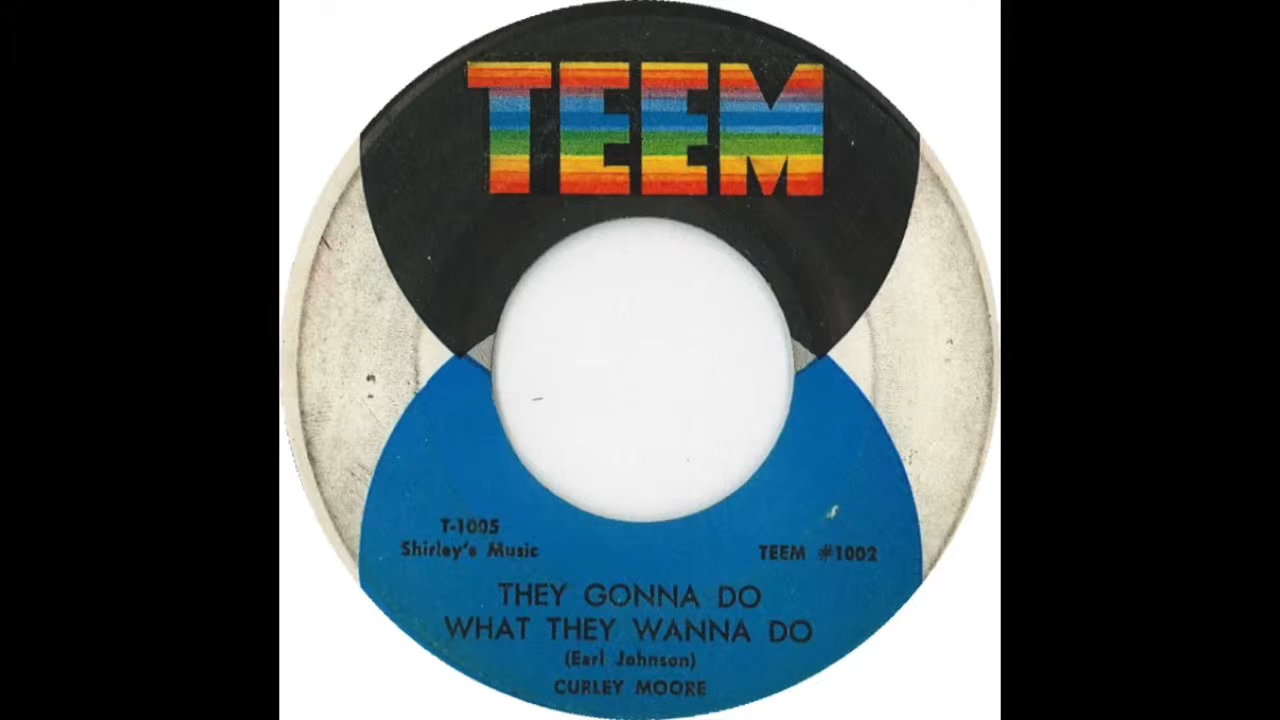 TEEM
T-1005
Shirley's Music
TEEM #1002
THEY GONNA DO
WHAT THEY WANNA DO
(Earl Johnson)
CURLEY MOORE